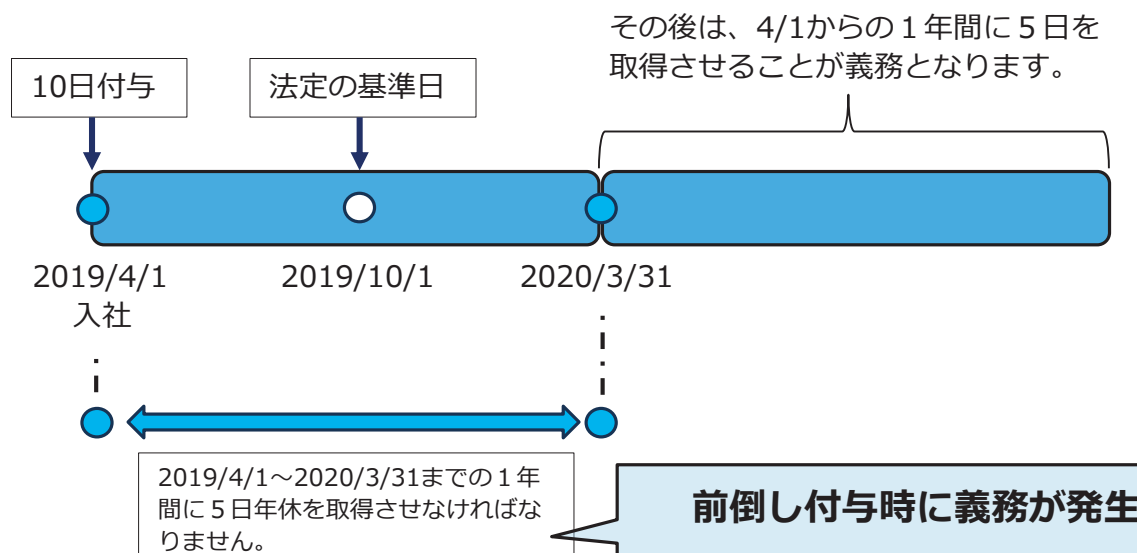 その後は、4/1からの１年間に５日を
取得させることが義務となります。
10日付与
法定の基準日
2019/4/1
入社
2019/10/1
2020/3/31
2019/4/1～2020/3/31までの１年
間に５日年休を取得させなければな
りません。
前倒し付与時に義務が発生